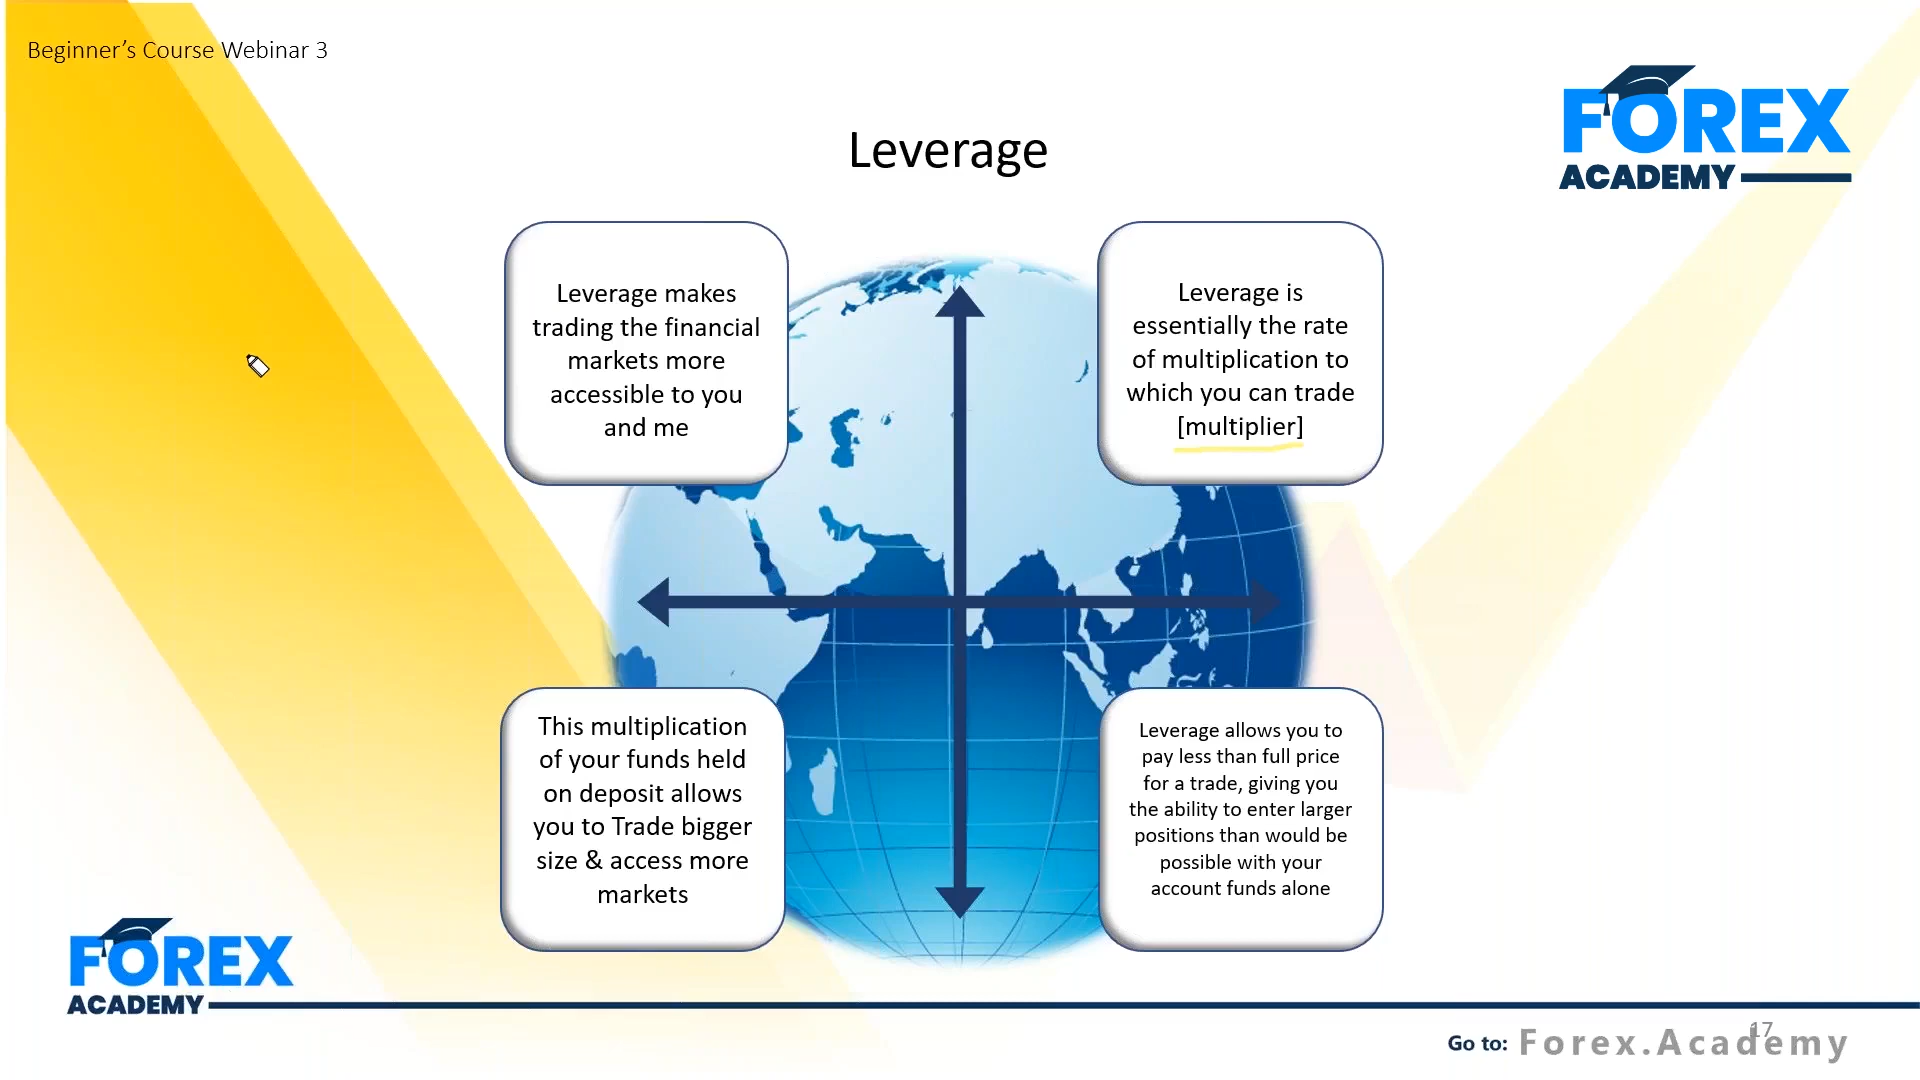 Beginner’s Course Webinar 3
FOREX
ACADEMY
Leverage
Leverage makes
trading the financial
markets more
accessible to you
and me
Leverage is
essentially the rate
of multiplication to
which you can trade
[multiplier]
This multiplication
of your funds held
on deposit allows
you to Trade bigger
size & access more
markets
Leverage allows you to
pay less than full price
for a trade, giving you
the ability to enter larger
positions than would be
possible with your
account funds alone
FOREX
ACADEMY
17
Go to: Forex.Academy